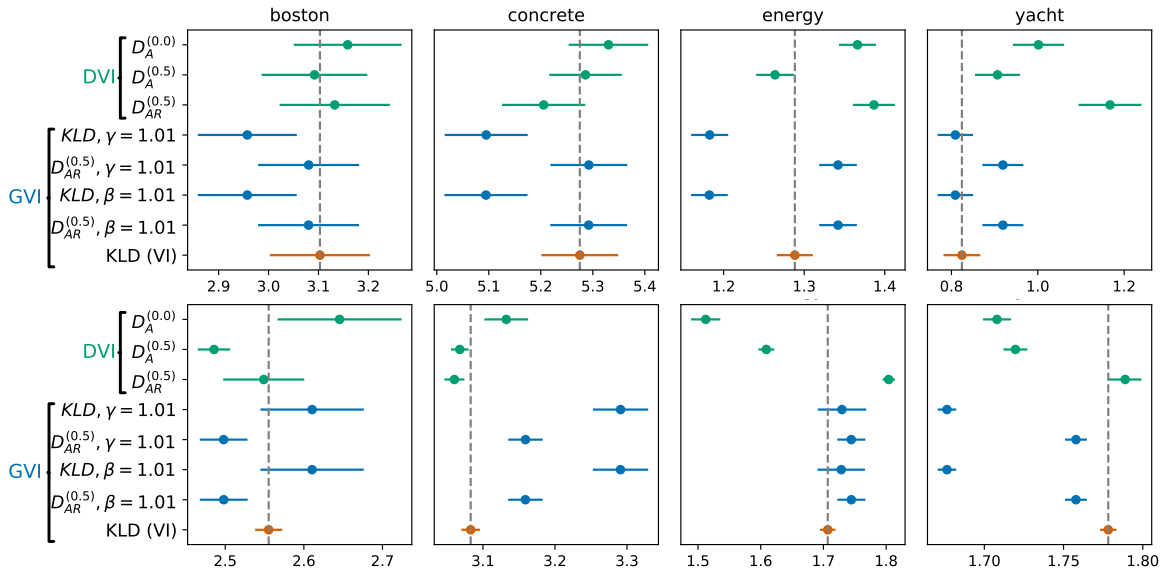 boston concrete energy yacht
DVI
D_A^(0.0)
D_A^(0.5)
D_AR^(0.5)
GVI
KLD, γ = 1.01
D_AR^(0.5), γ = 1.01
KLD, β = 1.01
D_AR^(0.5), β = 1.01
KLD (VI)
2.9 3.0 3.1 3.2 5.0 5.1 5.2 5.3 5.4 1.2 1.3 1.4 0.8 1.0 1.2
DVI
D_A^(0.0)
D_A^(0.5)
D_AR^(0.5)
GVI
KLD, γ = 1.01
D_AR^(0.5), γ = 1.01
KLD, β = 1.01
D_AR^(0.5), β = 1.01
KLD (VI)
2.5 2.6 2.7 3.1 3.2 3.3 1.5 1.6 1.7 1.8 1.70 1.75 1.80